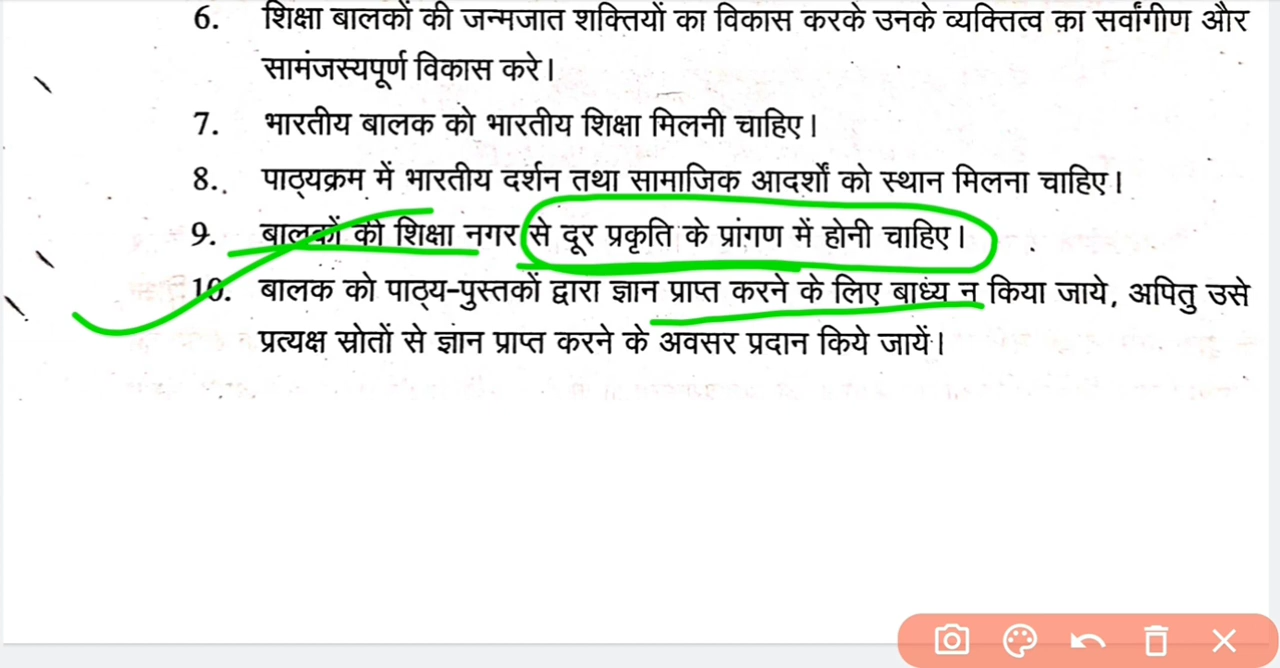 6. शिक्षा बालकों की जन्मजात शक्तियों का विकास करके उनके व्यक्तित्व का सर्वांगीण और
सामंजस्यपूर्ण विकास करे।
7. भारतीय बालक को भारतीय शिक्षा मिलनी चाहिए।
8. पाठ्यक्रम में भारतीय दर्शन तथा सामाजिक आदर्शों को स्थान मिलना चाहिए।
9. बालकों की शिक्षा नगर से दूर प्रकृति के प्रांगण में होनी चाहिए।
10. बालक को पाठ्य-पुस्तकों द्वारा ज्ञान प्राप्त करने के लिए बाध्य न किया जाये, अपितु उसे
प्रत्यक्ष स्रोतों से ज्ञान प्राप्त करने के अवसर प्रदान किये जायें।